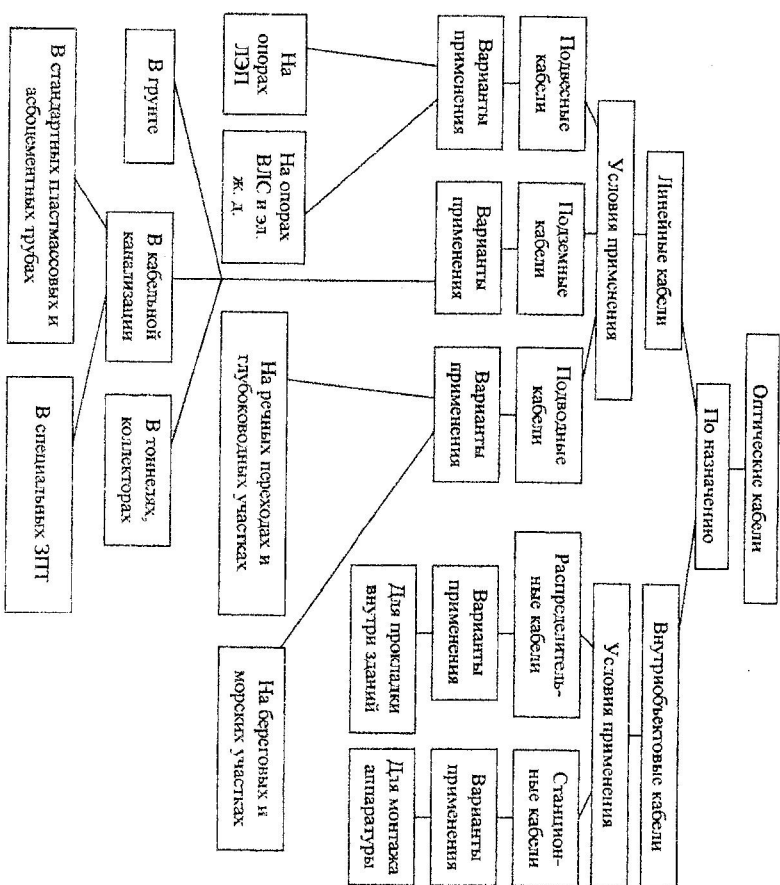 Оптические кабели
По назначению
Линейные кабели
Внутриобъектовые кабели
Условия применения
Условия применения
Подвесные
кабели
Подземные
кабели
Подводные
кабели
Распределитель-
ные кабели
Станцион-
ные кабели
Варианты
применения
Варианты
применения
Варианты
применения
Варианты
применения
Варианты
применения
Для прокладки
внутри зданий
Для монтажа
аппаратуры
На
опорах
ЛЭП
На опорах
ВЛС и эл.
ж. д.
На речных переходах и
глубоководных участках
На береговых и
морских участках
В грунте
В кабельной
канализации
В тоннелях,
коллекторах
В стандартных пластмассовых и
асбоцементных трубах
В специальных ЗПТ